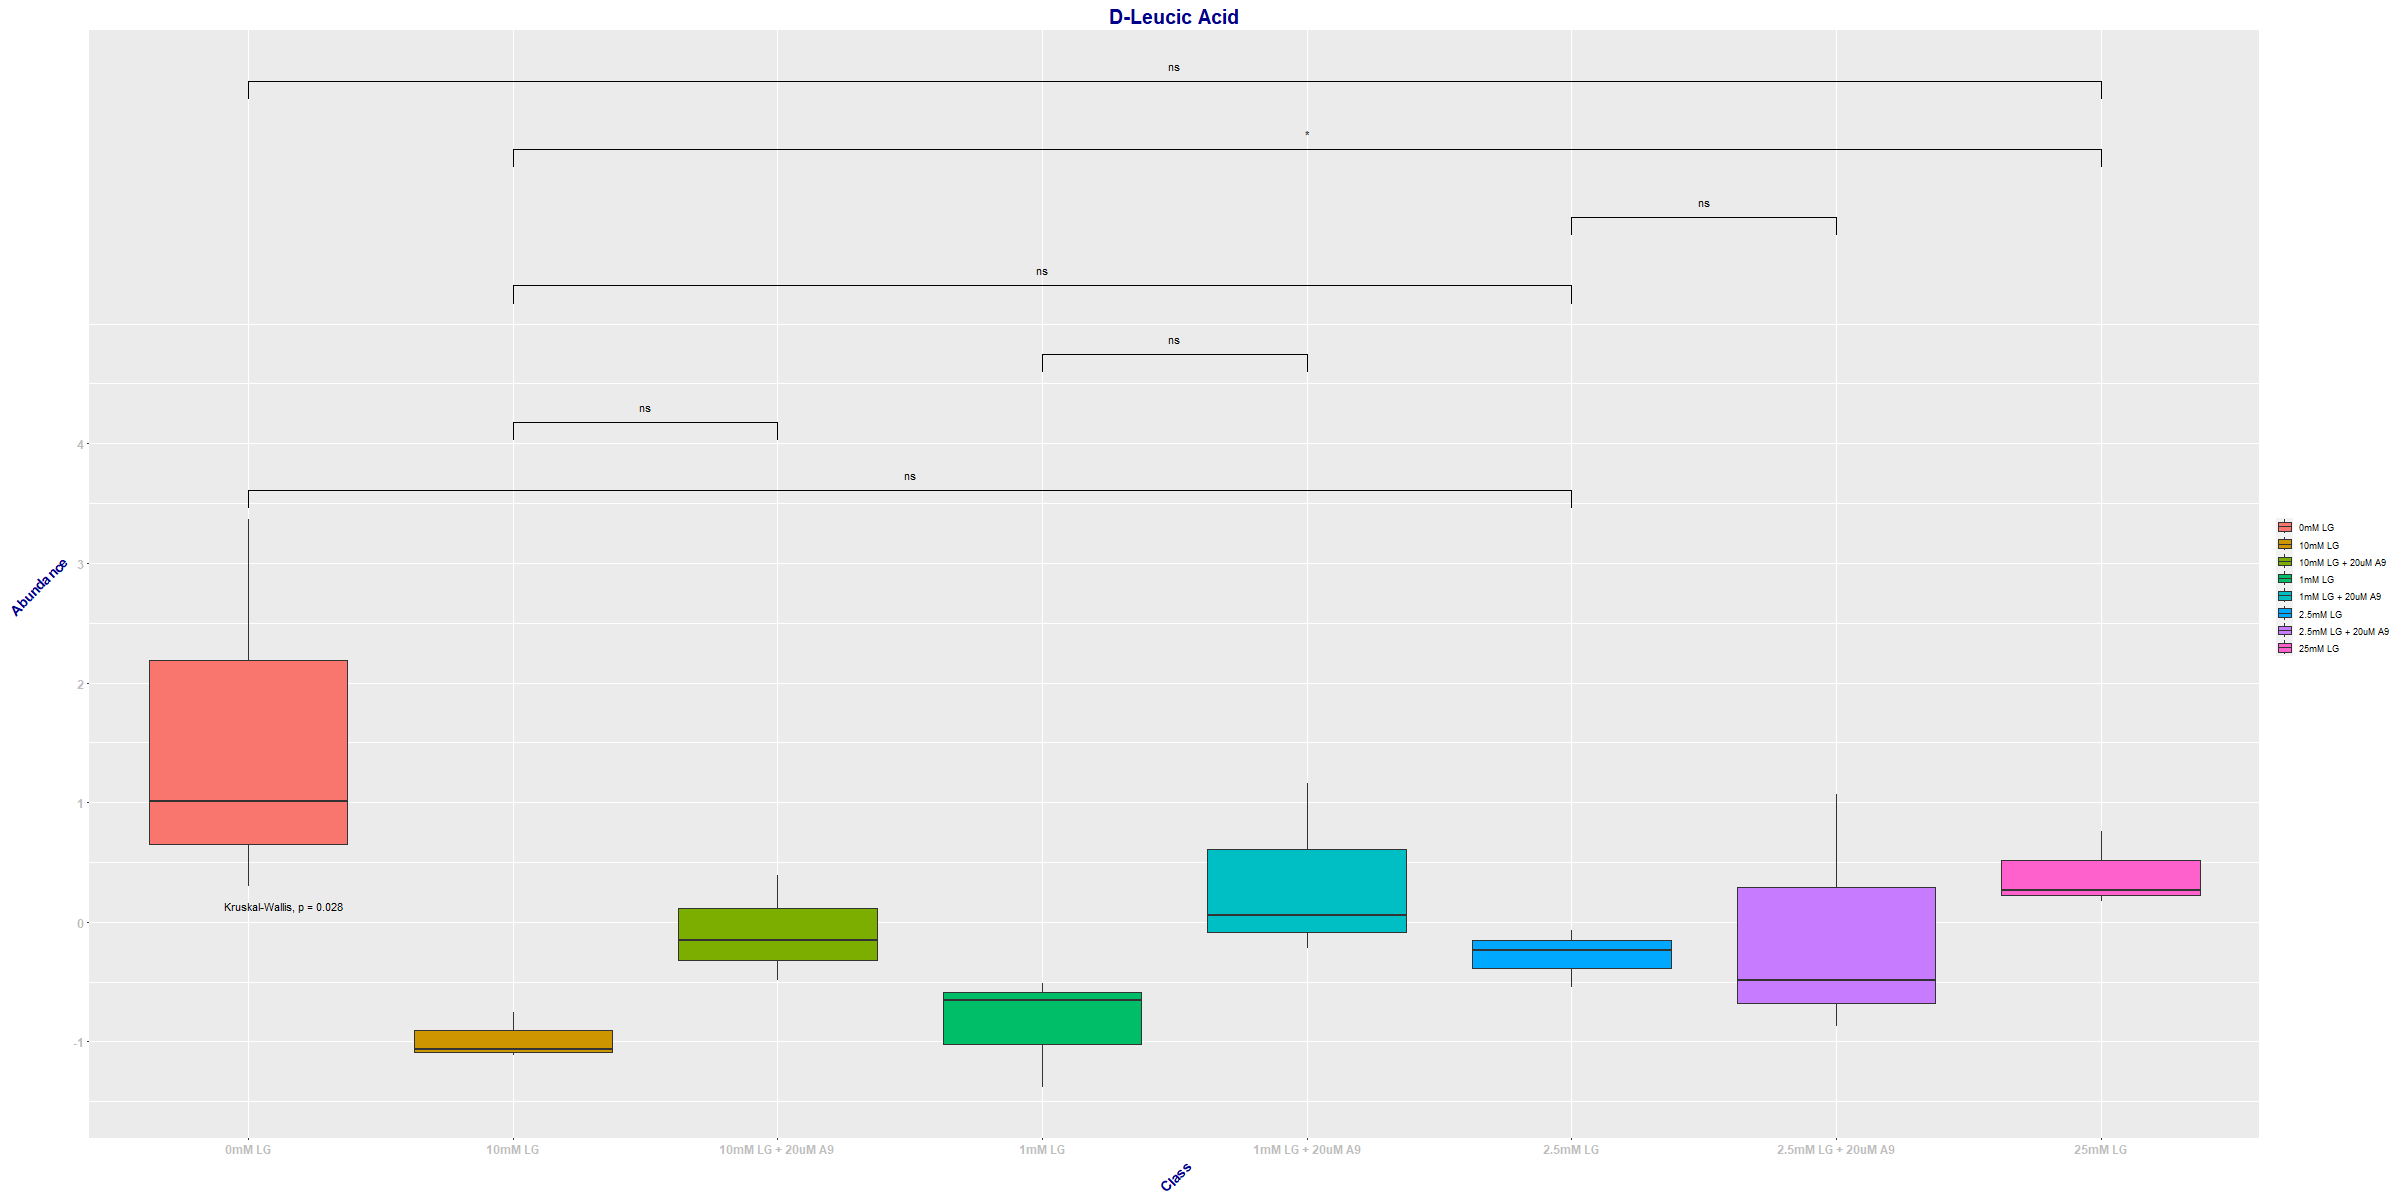 D-Leucic Acid
ns
*
ns
ns
ns
ns
ns
4
3
2
1
0
-1
Abundance
Kruskal-Wallis, p = 0.028
0mM LG
10mM LG
10mM LG + 20uM A9
1mM LG
1mM LG + 20uM A9
2.5mM LG
2.5mM LG + 20uM A9
25mM LG
Class
0mM LG
10mM LG
10mM LG + 20uM A9
1mM LG
1mM LG + 20uM A9
2.5mM LG
2.5mM LG + 20uM A9
25mM LG